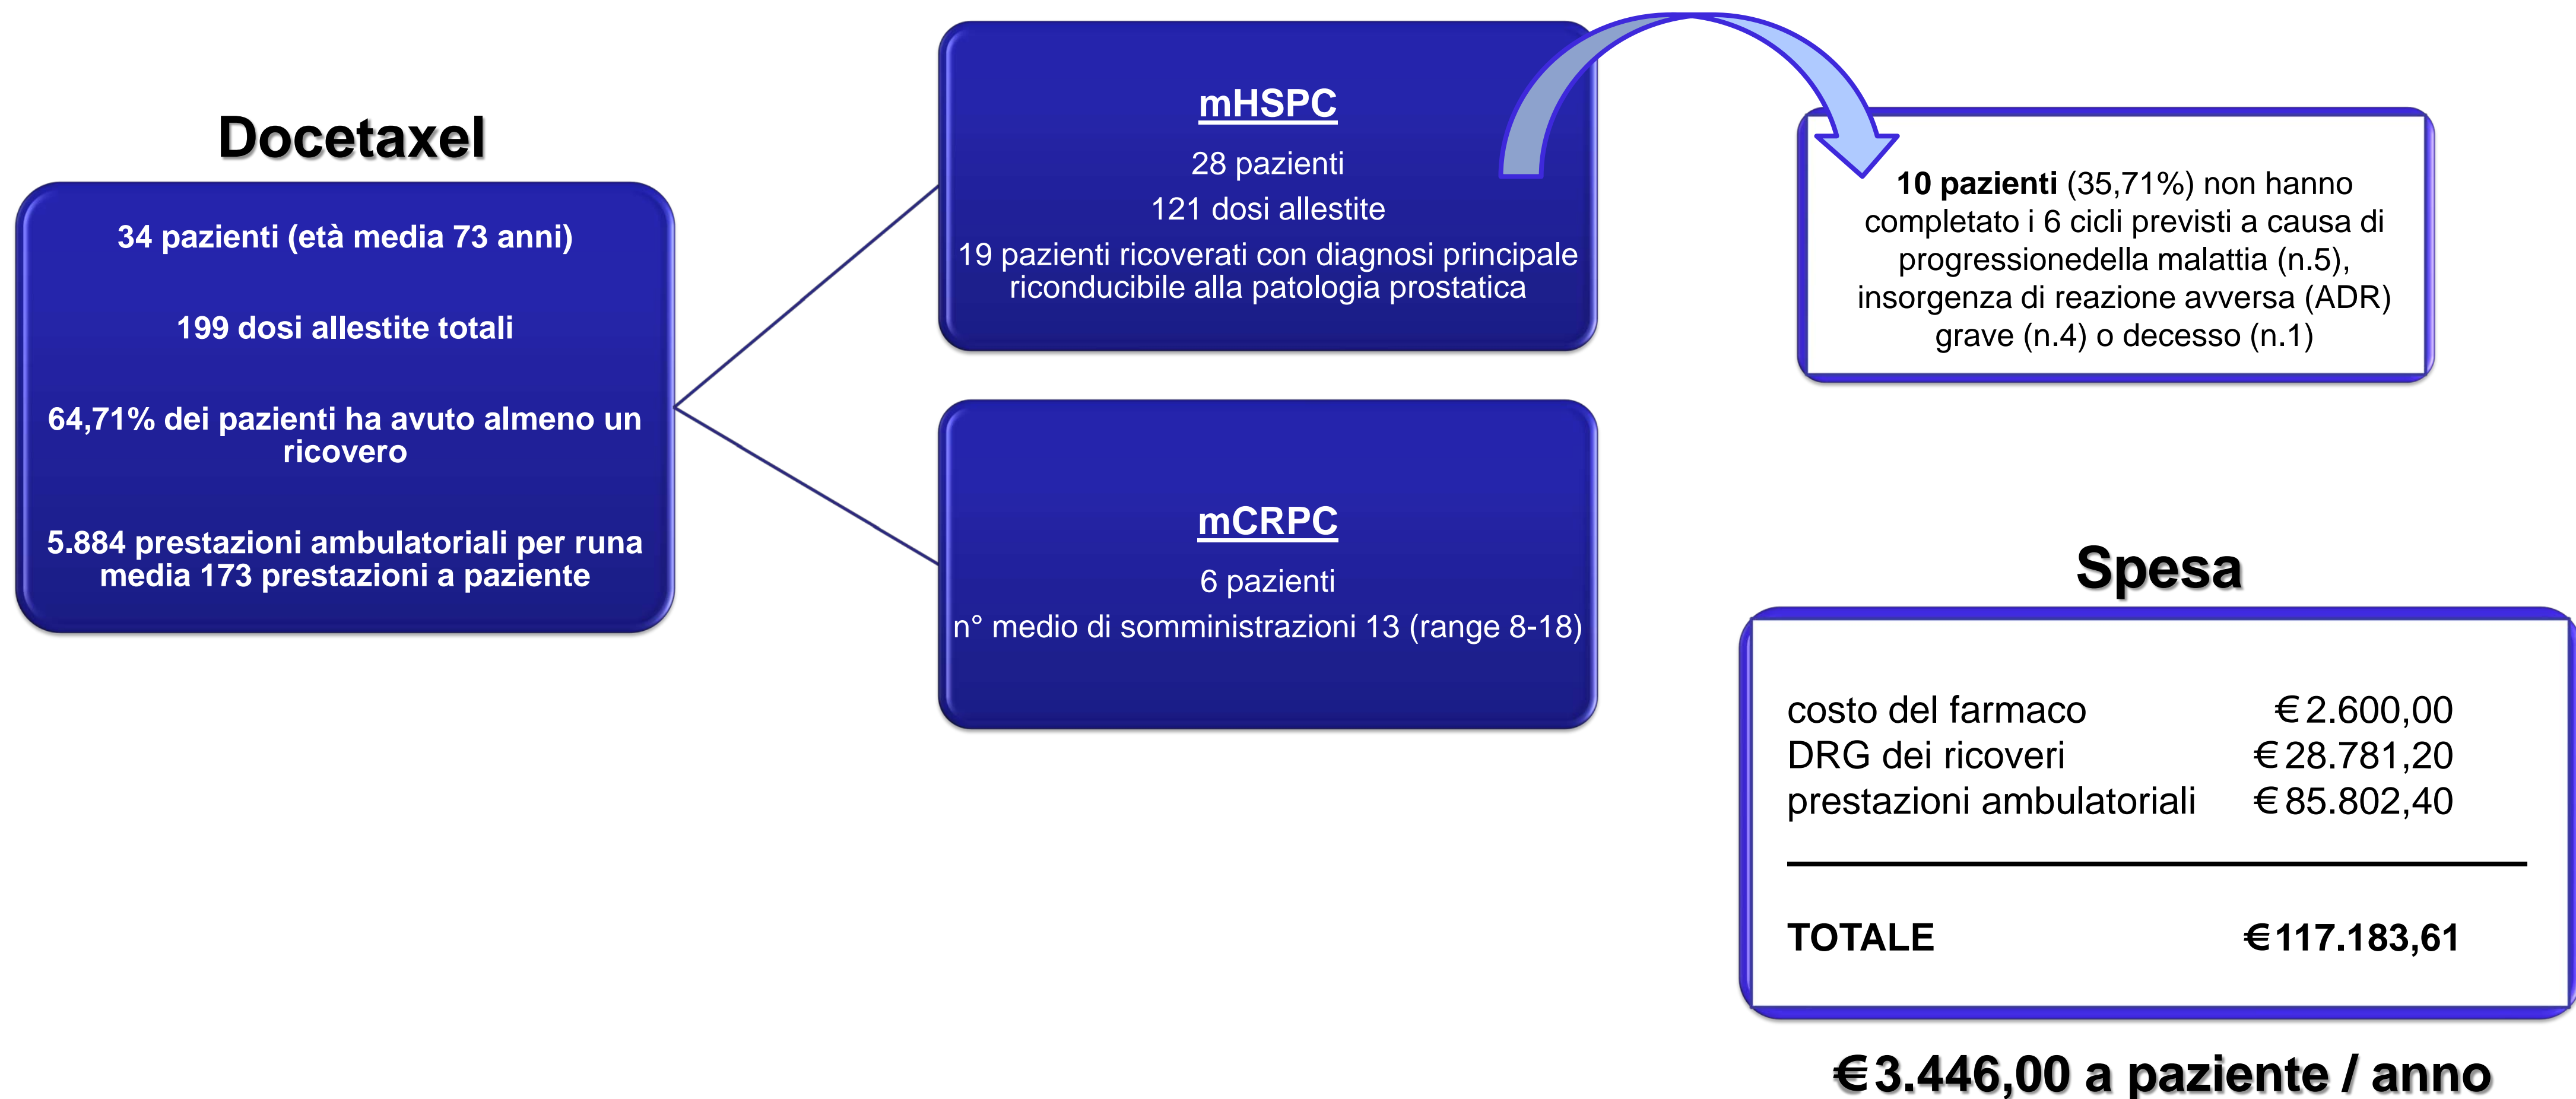 Docetaxel
34 pazienti (età media 73 anni)
199 dosi allestite totali
64,71% dei pazienti ha avuto almeno un
ricovero
5.884 prestazioni ambulatoriali per runa
media 173 prestazioni a paziente
mHSPC
28 pazienti
121 dosi allestite
19 pazienti ricoverati con diagnosi principale
riconducibile alla patologia prostatica
mCRPC
6 pazienti
n° medio di somministrazioni 13 (range 8-18)
10 pazienti (35,71%) non hanno
completato i 6 cicli previsti a causa di
progressionedella malattia (n.5),
insorgenza di reazione avversa (ADR)
grave (n.4) o decesso (n.1)
Spesa
costo del farmaco €2.600,00
DRG dei ricoveri €28.781,20
prestazioni ambulatoriali €85.802,40
TOTALE €117.183,61
€3.446,00 a paziente / anno